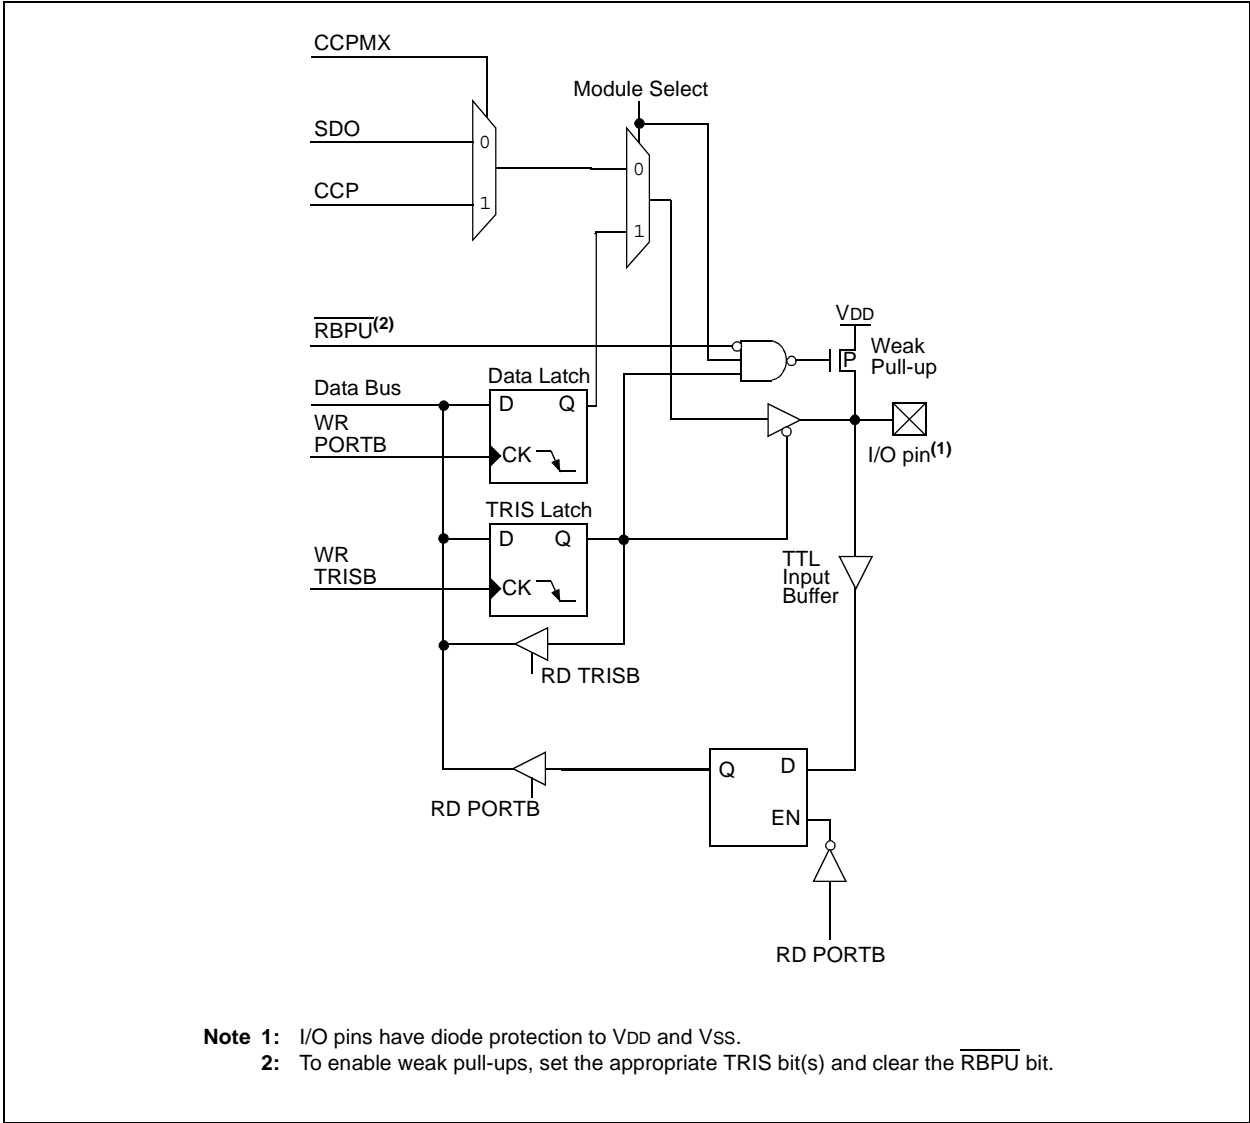 CCPMX
Module Select
SDO
0
0
CCP
1
1
VDD
RBPU(2)
P
Weak
Pull-up
Data Bus
Data Latch
D Q
WR
PORTB
CK
I/O pin(1)
TRIS Latch
D Q
WR
TRISB
CK
TTL
Input
Buffer
RD TRISB
Q D
RD PORTB
EN
RD PORTB
Note 1: I/O pins have diode protection to VDD and VSS.
2: To enable weak pull-ups, set the appropriate TRIS bit(s) and clear the RBPU bit.